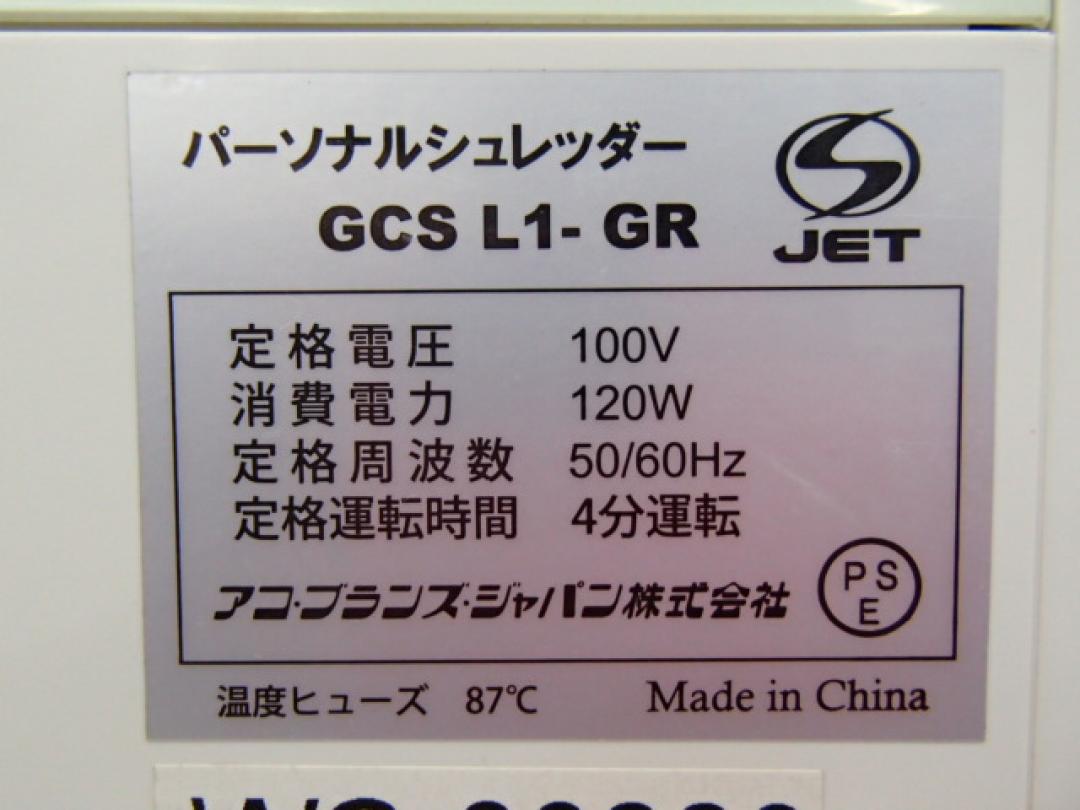 パーソナルシュレッダー
GCS L1- GR
JET
定格電圧 100V
消費電力 120W
定格周波数 50/60Hz
定格運転時間 4分運転
アコ・ブランズ・ジャパン株式会社
PS
E
温度ヒューズ 87℃
Made in China